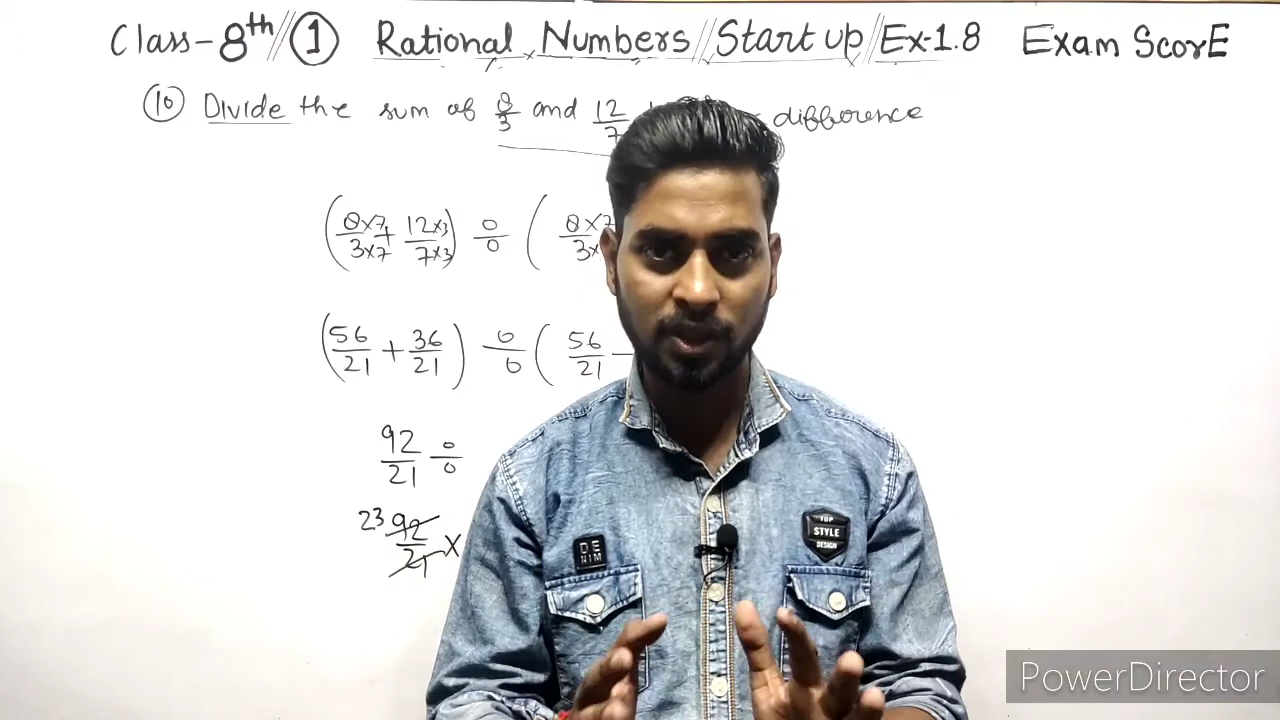 Class-8th // 1 Rational Numbers // Start up // Ex-1.8 Exam ScorE
10 Divide the sum of 8/3 and 12/7 difference
(8×7/3×7 + 12×3/7×3) ÷ ( 8×7/3×
(56/21 + 36/21) ÷ ( 56/21 −
92/21 ÷
23 92/21 ×
TOP
STYLE
DESIGN
DE
NIM
PowerDirector